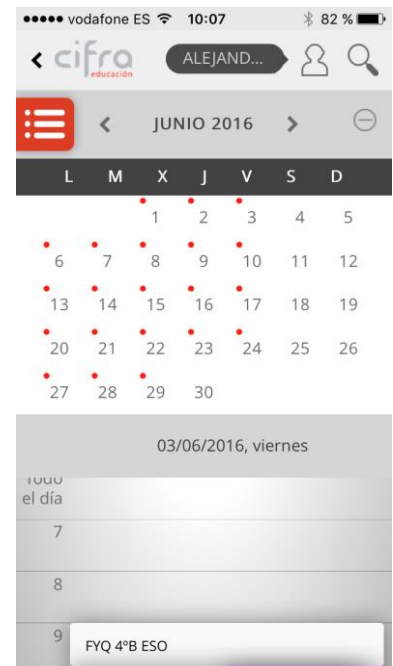 vodafone ES 10:07 82 %
cifra
educación
ALEJAND...
JUNIO 2016
L M X J V S D
1 2 3 4 5
6 7 8 9 10 11 12
13 14 15 16 17 18 19
20 21 22 23 24 25 26
27 28 29 30
03/06/2016, viernes
Todo
el día
7
8
9
FYQ 4ºB ESO